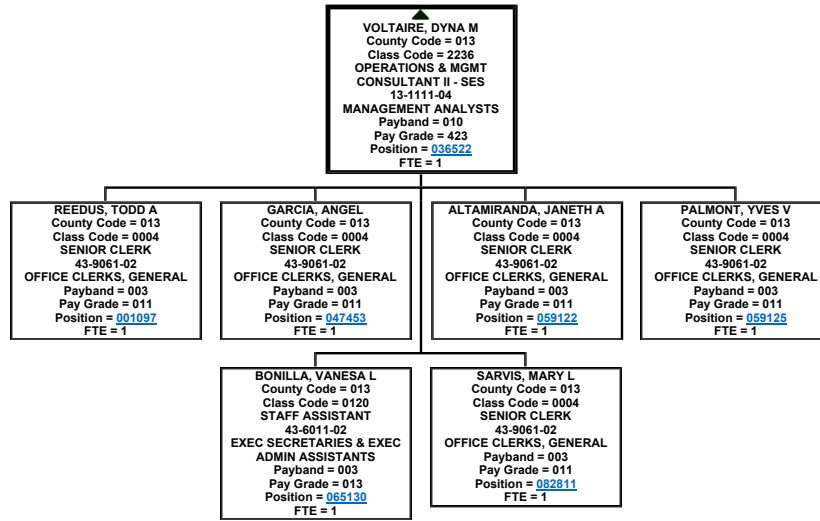 VOLTAIRE, DYNA M
County Code = 013
Class Code = 2236
OPERATIONS & MGMT
CONSULTANT II - SES
13-1111-04
MANAGEMENT ANALYSTS
Payband = 010
Pay Grade = 423
Position = 036522
FTE = 1
REEDUS, TODD A
County Code = 013
Class Code = 0004
SENIOR CLERK
43-9061-02
OFFICE CLERKS, GENERAL
Payband = 003
Pay Grade = 011
Position = 001097
FTE = 1
GARCIA, ANGEL
County Code = 013
Class Code = 0004
SENIOR CLERK
43-9061-02
OFFICE CLERKS, GENERAL
Payband = 003
Pay Grade = 011
Position = 047453
FTE = 1
ALTAMIRANDA, JANETH A
County Code = 013
Class Code = 0004
SENIOR CLERK
43-9061-02
OFFICE CLERKS, GENERAL
Payband = 003
Pay Grade = 011
Position = 059122
FTE = 1
PALMONT, YVES V
County Code = 013
Class Code = 0004
SENIOR CLERK
43-9061-02
OFFICE CLERKS, GENERAL
Payband = 003
Pay Grade = 011
Position = 059125
FTE = 1
BONILLA, VANESA L
County Code = 013
Class Code = 0120
STAFF ASSISTANT
43-6011-02
EXEC SECRETARIES & EXEC
ADMIN ASSISTANTS
Payband = 003
Pay Grade = 013
Position = 065130
FTE = 1
SARVIS, MARY L
County Code = 013
Class Code = 0004
SENIOR CLERK
43-9061-02
OFFICE CLERKS, GENERAL
Payband = 003
Pay Grade = 011
Position = 082811
FTE = 1